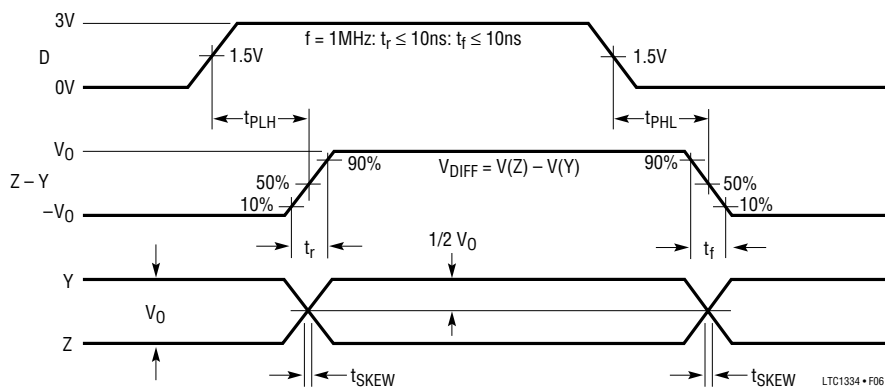 3V
f = 1MHz: tr ≤ 10ns: tf ≤ 10ns
D
1.5V
1.5V
0V
tPLH
tPHL
VO
90%
VDIFF = V(Z) – V(Y)
90%
Z – Y
50%
50%
10%
10%
–VO
tr
1/2 VO
tf
Y
VO
Z
tSKEW
tSKEW
LTC1334 • F06